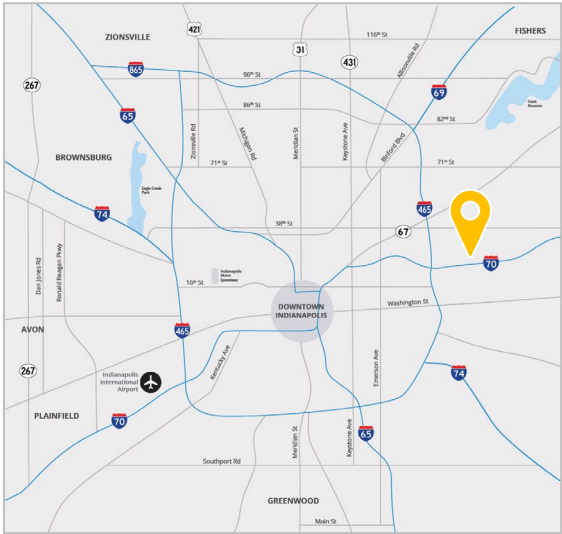 421
116th St
FISHERS
ZIONSVILLE
31
431
Allisonville Rd
865
96th St
267
69
86th St
65
82nd St
Geist
Reservoir
Zionsville Rd
Michigan Rd
Meridian St
Keystone Ave
Binford Blvd
BROWNSBURG
71st St
71st St
Eagle Creek
Park
74
465
38th St
67
70
Dan Jones Rd
Ronald Reagan Pkwy
Indianapolis
Motor
Speedway
16th St
DOWNTOWN
INDIANAPOLIS
Washington St
AVON
465
Kentucky Ave
Emerson Ave
267
Indianapolis
International
Airport
74
PLAINFIELD
70
Meridian St
Keystone Ave
65
Southport Rd
GREENWOOD
Main St